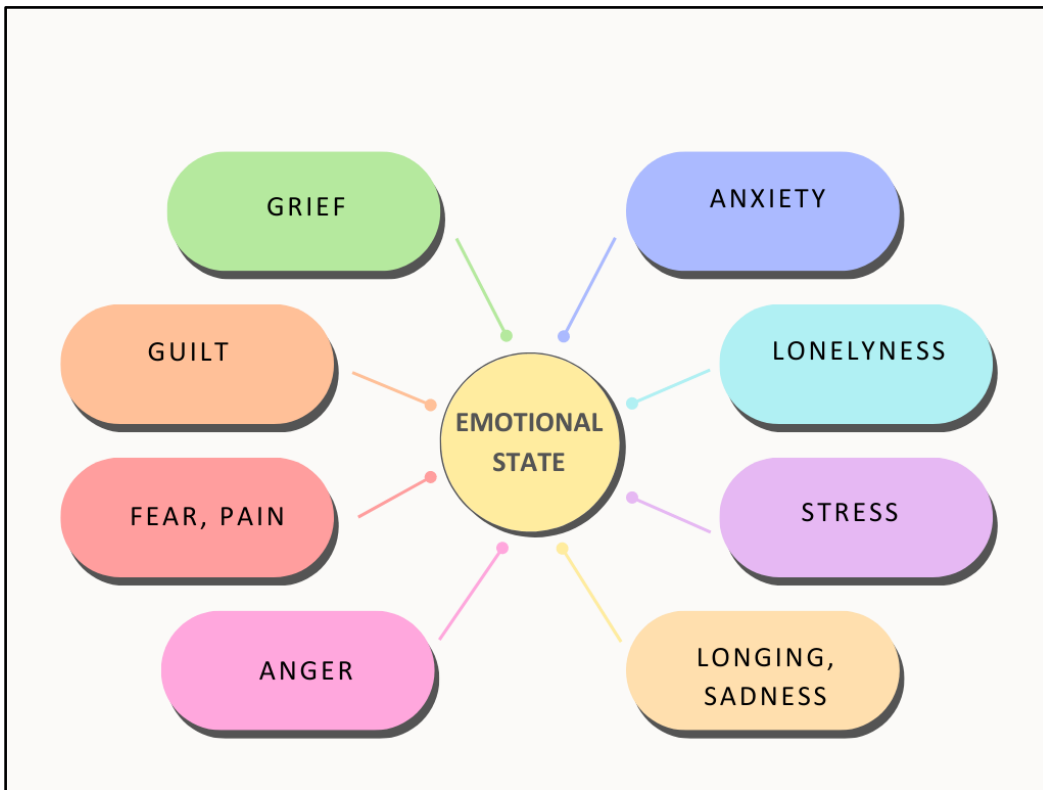 GRIEF
ANXIETY
GUILT
LONELYNESS
EMOTIONAL
STATE
FEAR, PAIN
STRESS
ANGER
LONGING,
SADNESS